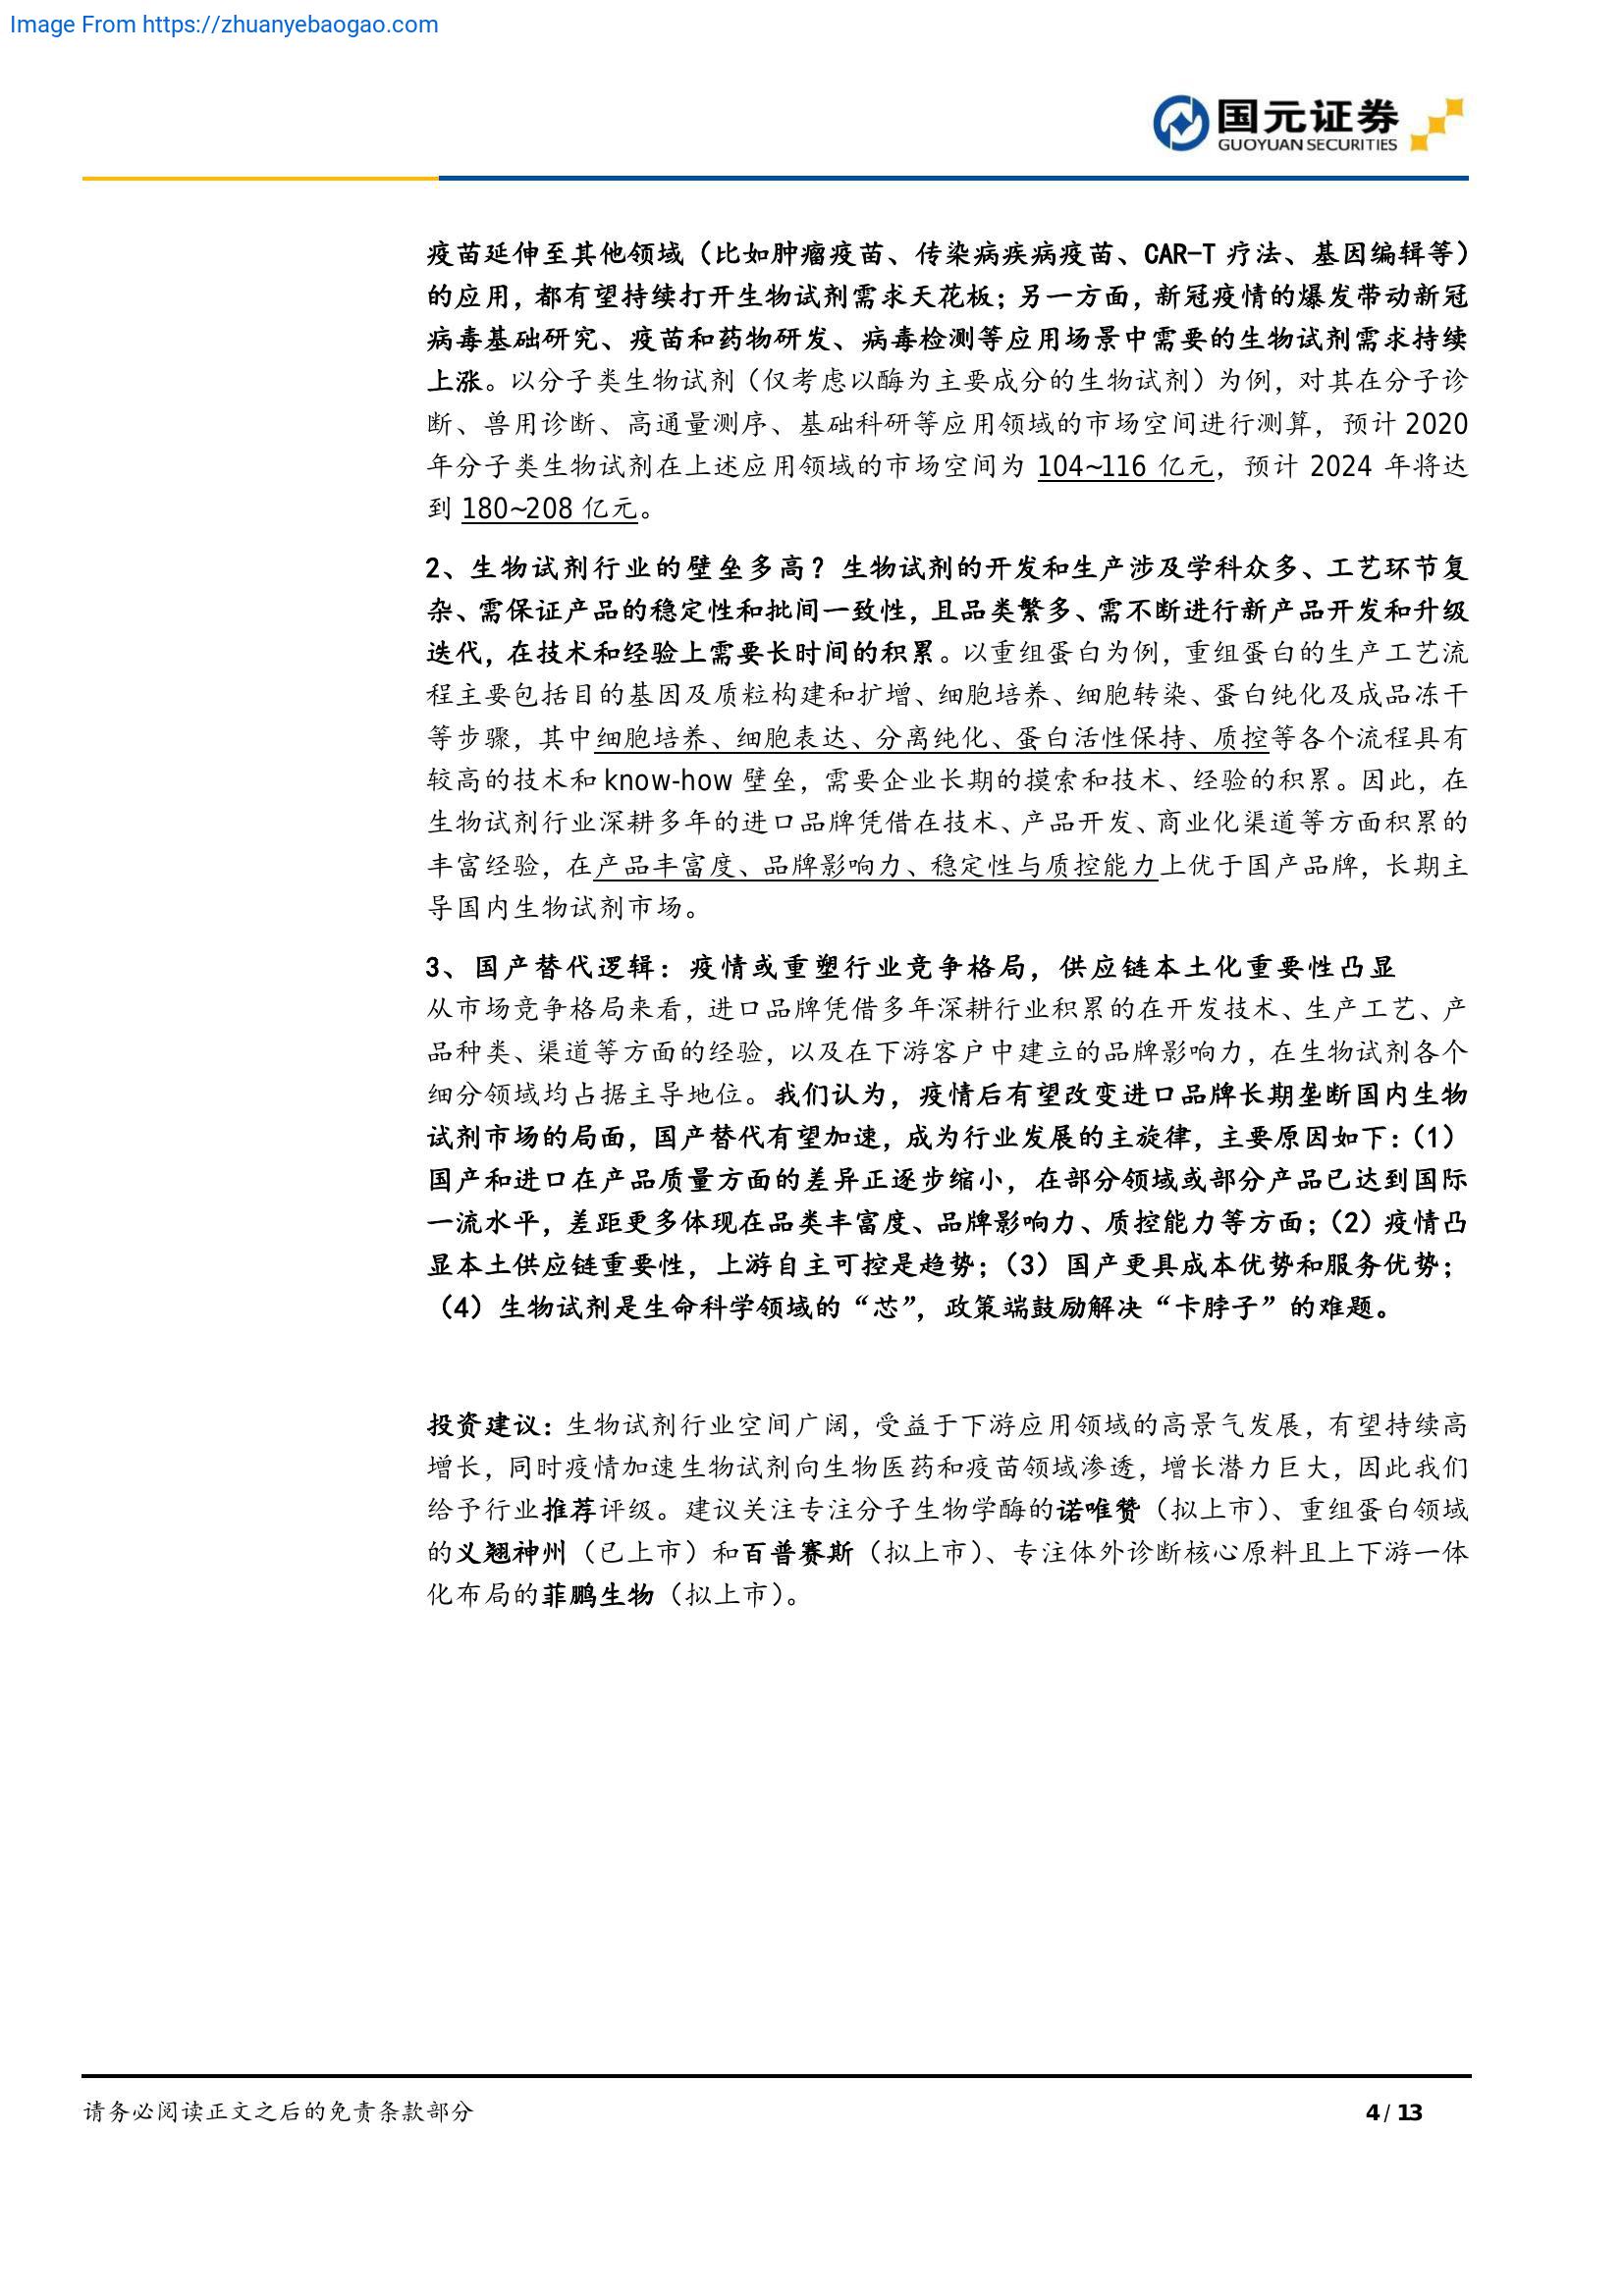 Image From https://zhuanyebaogao.com
国元证券
GUOYUAN SECURITIES
疫苗延伸至其他领域（比如肿瘤疫苗、传染病疾病疫苗、CAR-T 疗法、基因编辑等）
的应用，都有望持续打开生物试剂需求天花板；另一方面，新冠疫情的爆发带动新冠
病毒基础研究、疫苗和药物研发、病毒检测等应用场景中需要的生物试剂需求持续
上涨。以分子类生物试剂（仅考虑以酶为主要成分的生物试剂）为例，对其在分子诊
断、兽用诊断、高通量测序、基础科研等应用领域的市场空间进行测算，预计 2020
年分子类生物试剂在上述应用领域的市场空间为 104~116 亿元，预计 2024 年将达
到 180~208 亿元。
2、生物试剂行业的壁垒多高？生物试剂的开发和生产涉及学科众多、工艺环节复
杂、需保证产品的稳定性和批间一致性，且品类繁多、需不断进行新产品开发和升级
迭代，在技术和经验上需要长时间的积累。以重组蛋白为例，重组蛋白的生产工艺流
程主要包括目的基因及质粒构建和扩增、细胞培养、细胞转染、蛋白纯化及成品冻干
等步骤，其中细胞培养、细胞表达、分离纯化、蛋白活性保持、质控等各个流程具有
较高的技术和 know-how 壁垒，需要企业长期的摸索和技术、经验的积累。因此，在
生物试剂行业深耕多年的进口品牌凭借在技术、产品开发、商业化渠道等方面积累的
丰富经验，在产品丰富度、品牌影响力、稳定性与质控能力上优于国产品牌，长期主
导国内生物试剂市场。
3、国产替代逻辑：疫情或重塑行业竞争格局，供应链本土化重要性凸显
从市场竞争格局来看，进口品牌凭借多年深耕行业积累的在开发技术、生产工艺、产
品种类、渠道等方面的经验，以及在下游客户中建立的品牌影响力，在生物试剂各个
细分领域均占据主导地位。我们认为，疫情后有望改变进口品牌长期垄断国内生物
试剂市场的局面，国产替代有望加速，成为行业发展的主旋律，主要原因如下：（1）
国产和进口在产品质量方面的差异正逐步缩小，在部分领域或部分产品已达到国际
一流水平，差距更多体现在品类丰富度、品牌影响力、质控能力等方面；（2）疫情凸
显本土供应链重要性，上游自主可控是趋势；（3）国产更具成本优势和服务优势；
（4）生物试剂是生命科学领域的“芯”，政策端鼓励解决“卡脖子”的难题。
投资建议：生物试剂行业空间广阔，受益于下游应用领域的高景气发展，有望持续高
增长，同时疫情加速生物试剂向生物医药和疫苗领域渗透，增长潜力巨大，因此我们
给予行业推荐评级。建议关注专注分子生物学酶的诺唯赞（拟上市）、重组蛋白领域
的义翘神州（已上市）和百普赛斯（拟上市）、专注体外诊断核心原料且上下游一体
化布局的菲鹏生物（拟上市）。
请务必阅读正文之后的免责条款部分
4 / 13